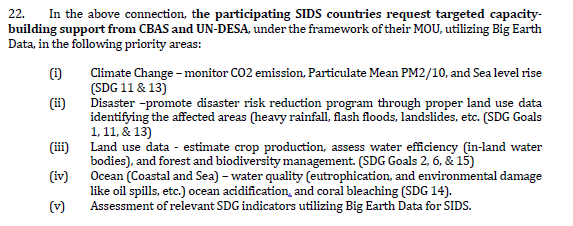 22. In the above connection, the participating SIDS countries request targeted capacity-
building support from CBAS and UN-DESA, under the framework of their MOU, utilizing Big Earth
Data, in the following priority areas:
(i) Climate Change – monitor CO2 emission, Particulate Mean PM2/10, and Sea level rise
(SDG 11 & 13)
(ii) Disaster –promote disaster risk reduction program through proper land use data
identifying the affected areas (heavy rainfall, flash floods, landslides, etc. (SDG Goals
1, 11, & 13)
(iii) Land use data - estimate crop production, assess water efficiency (in-land water
bodies), and forest and biodiversity management. (SDG Goals 2, 6, & 15)
(iv) Ocean (Coastal and Sea) – water quality (eutrophication, and environmental damage
like oil spills, etc.) ocean acidification, and coral bleaching (SDG 14).
(v) Assessment of relevant SDG indicators utilizing Big Earth Data for SIDS.